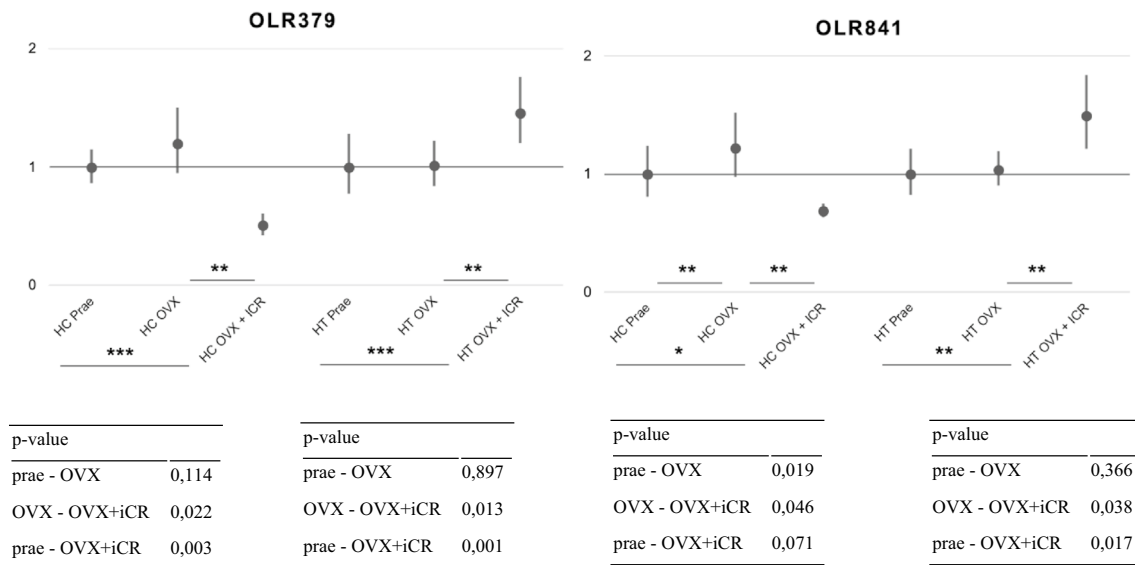 OLR379
2
1
0
**
**
HC Prae
HC OVX
HC OVX + ICR
HT Prae
HT OVX
HT OVX + ICR
***
***
p-value
prae - OVX 0,114
OVX - OVX+iCR 0,022
prae - OVX+iCR 0,003
p-value
prae - OVX 0,897
OVX - OVX+iCR 0,013
prae - OVX+iCR 0,001
OLR841
2
1
0
**
**
**
HC Prae
HC OVX
HC OVX + ICR
HT Prae
HT OVX
HT OVX + ICR
*
**
p-value
prae - OVX 0,019
OVX - OVX+iCR 0,046
prae - OVX+iCR 0,071
p-value
prae - OVX 0,366
OVX - OVX+iCR 0,038
prae - OVX+iCR 0,017